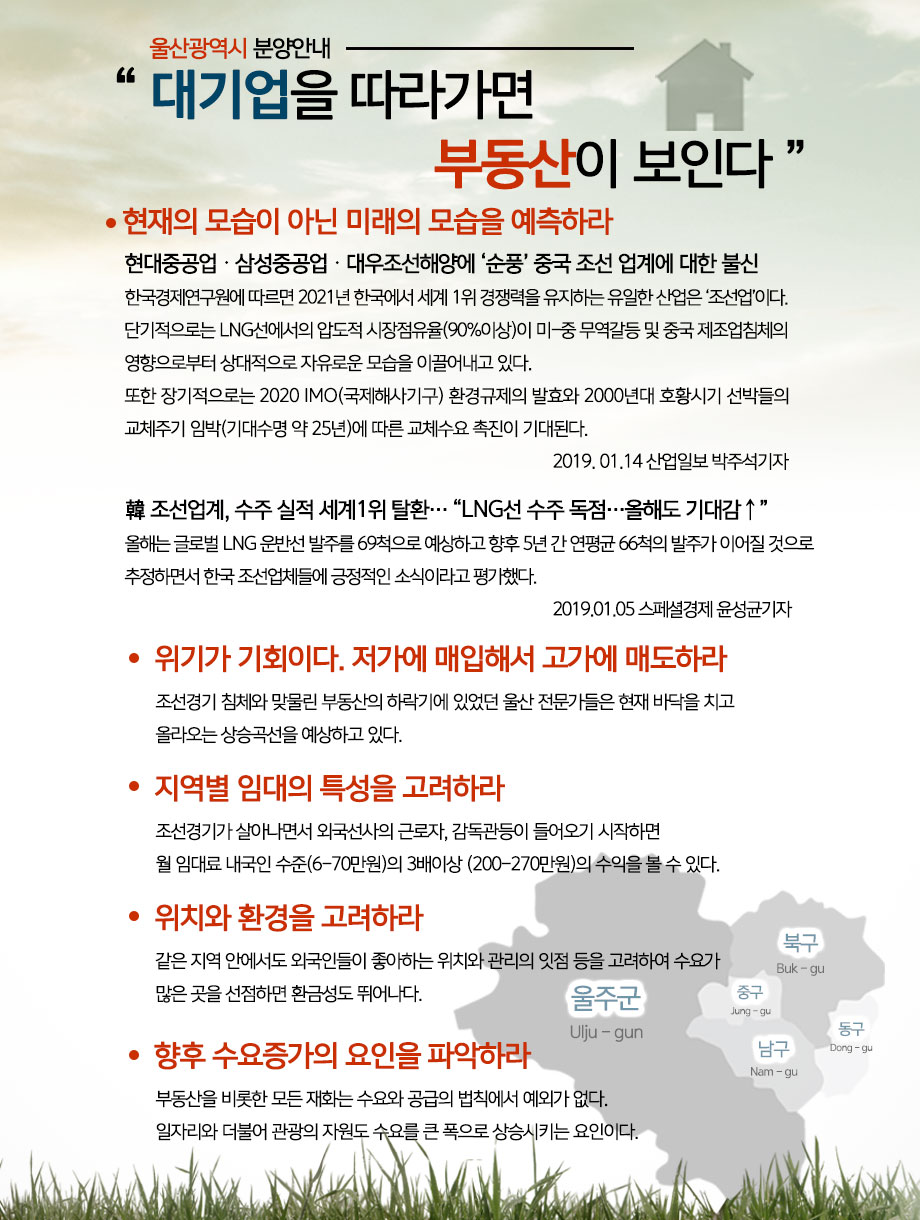 울산광역시 분양안내
“ 대기업을 따라가면
부동산이 보인다 ”
• 현재의 모습이 아닌 미래의 모습을 예측하라
현대중공업 · 삼성중공업 · 대우조선해양에 ‘순풍’ 중국 조선 업계에 대한 불신
한국경제연구원에 따르면 2021년 한국에서 세계 1위 경쟁력을 유지하는 유일한 산업은 ‘조선업’이다.
단기적으로는 LNG선에서의 압도적 시장점유율(90%이상)이 미-중 무역갈등 및 중국 제조업침체의
영향으로부터 상대적으로 자유로운 모습을 이끌어내고 있다.
또한 장기적으로는 2020 IMO(국제해사기구) 환경규제의 발효와 2000년대 호황시기 선박들의
교체주기 임박(기대수명 약 25년)에 따른 교체수요 촉진이 기대된다.
2019. 01.14 산업일보 박주석기자
韓 조선업계, 수주 실적 세계1위 탈환… “LNG선 수주 독점…올해도 기대감↑”
올해는 글로벌 LNG 운반선 발주를 69척으로 예상하고 향후 5년 간 연평균 66척의 발주가 이어질 것으로
추정하면서 한국 조선업체들에 긍정적인 소식이라고 평가했다.
2019.01.05 스페셜경제 윤성균기자
• 위기가 기회이다. 저가에 매입해서 고가에 매도하라
조선경기 침체와 맞물린 부동산의 하락기에 있었던 울산 전문가들은 현재 바닥을 치고
올라오는 상승곡선을 예상하고 있다.
• 지역별 임대의 특성을 고려하라
조선경기가 살아나면서 외국선사의 근로자, 감독관등이 들어오기 시작하면
월 임대료 내국인 수준(6-70만원)의 3배이상 (200-270만원)의 수익을 볼 수 있다.
• 위치와 환경을 고려하라
같은 지역 안에서도 외국인들이 좋아하는 위치와 관리의 잇점 등을 고려하여 수요가
많은 곳을 선점하면 환금성도 뛰어나다.
• 향후 수요증가의 요인을 파악하라
부동산을 비롯한 모든 재화는 수요와 공급의 법칙에서 예외가 없다.
일자리와 더불어 관광의 자원도 수요를 큰 폭으로 상승시키는 요인이다.
북구
Buk - gu
울주군
Ulju - gun
중구
Jung - gu
동구
Dong - gu
남구
Nam - gu